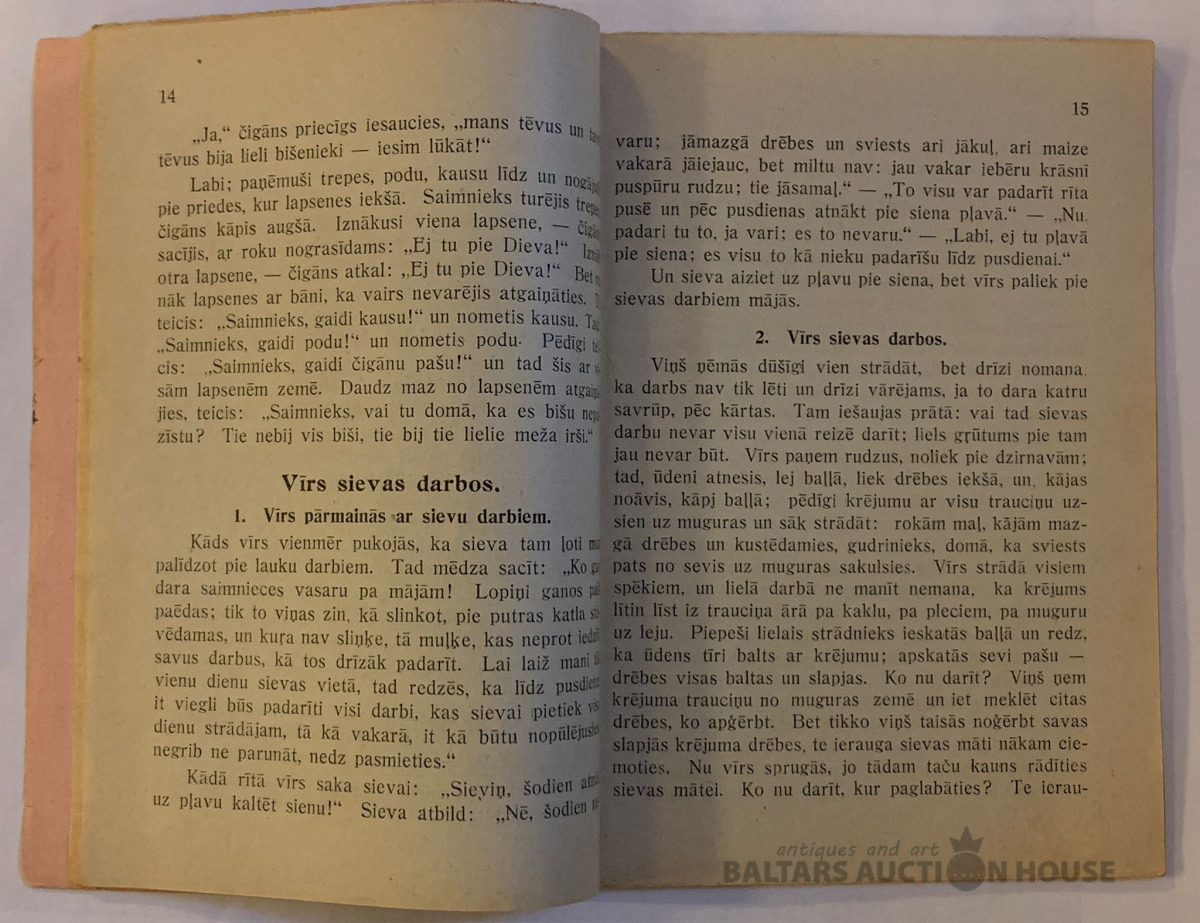 14
„Ja,“ čigāns priecīgs iesaucies, „mans tēvus un
tēvus bija lieli bišenieki — iesim lūkāt!“
Labi; paņēmuši trepes, podu, kausu līdz un
pie priedes, kur lapsenes iekšā. Saimnieks turējis
čigāns kāpis augšā. Iznākusi viena lapsene, —
sacījis, ar roku nograsīdams: „Ej tu pie Dieva!“
otra lapsene, — čigāns atkal: „Ej tu pie Dieva!“ Bet
nāk lapsenes ar bāni, ka vairs nevarējis atgaiņāties.
teicis: „Saimnieks, gaidi kausu!“ un nometis kausu.
„Saimnieks, gaidi podu!“ un nometis podu. Pēdīgi
cis: „Saimnieks, gaidi čigānu pašu!“ un tad šis ar
sām lapsenēm zemē. Daudz maz no lapsenēm
jies, teicis: „Saimnieks, vai tu domā, ka es bišu
zīstu? Tie nebij vis biši, tie bij tie lielie meža irši.“
Vīrs sievas darbos.
1. Vīrs pārmainās ar sievu darbiem.
Kāds vīrs vienmēr pukojās, ka sieva tam ļoti
palīdzot pie lauku darbiem. Tad mēdza sacīt: „Ko
dara saimnieces vasaru pa mājām! Lopiņi ganos
paēdas; tik to viņas zin, kā slinkot, pie putras katla
vēdamas, un kuŗa nav sliņķe, tā muļķe, kas neprot
savus darbus, kā tos drīzāk padarīt. Lai laiž mani
vienu dienu sievas vietā, tad redzēs, ka līdz
it viegli būs padarīti visi darbi, kas sievai pietiek
dienu strādājam, tā kā vakarā, it kā būtu
negrib ne parunāt, nedz pasmieties.“
Kādā rītā vīrs saka sievai: „Sieviņ, šodien
uz pļavu kaltēt sienu!“ Sieva atbild: „Nē, šodien
15
varu; jāmazgā drēbes un sviests ari jākuļ, ari maize
vakarā jāiejauc, bet miltu nav: jau vakar iebēru krāsnī
puspūru rudzu; tie jāsamaļ.“ — „To visu var padarīt rīta
pusē un pēc pusdienas atnākt pie siena pļavā.“ — „Nu,
padari tu to, ja vari; es to nevaru.“ — „Labi, ej tu pļavā
pie siena; es visu to kā nieku padarīšu līdz pusdienai.“
Un sieva aiziet uz pļavu pie siena, bet vīrs paliek pie
sievas darbiem mājās.
2. Vīrs sievas darbos.
Viņš ņēmās dūšīgi vien strādāt, bet drīzi nomana,
ka darbs nav tik lēti un drīzi vārējams, ja to dara katru
savrūp, pēc kārtas. Tam iešaujas prātā: vai tad sievas
darbu nevar visu vienā reizē darīt; liels gŗūtums pie tam
jau nevar būt. Vīrs paņem rudzus, noliek pie dzirnavām;
tad, ūdeni atnesis, lej baļļā, liek drēbes iekšā, un, kājas
noāvis, kāpj baļļā; pēdīgi krējumu ar visu trauciņu uz-
sien uz muguras un sāk strādāt: rokām maļ, kājām maz-
gā drēbes un kustēdamies, gudrinieks, domā, ka sviests
pats no sevis uz muguras sakulsies. Vīrs strādā visiem
spēkiem, un lielā darbā ne manīt nemana, ka krējums
lītin līst iz trauciņa ārā pa kaklu, pa pleciem, pa muguru
uz leju. Piepeši lielais strādnieks ieskatās baļļā un redz,
ka ūdens tīri balts ar krējumu; apskatās sevi pašu —
drēbes visas baltas un slapjas. Ko nu darīt? Viņš ņem
krējuma trauciņu no muguras zemē un iet meklēt citas
drēbes, ko apģērbt. Bet tikko viņš taisās noģērbt savas
slapjās krējuma drēbes, te ierauga sievas māti nākam cie-
moties. Nu vīrs sprugās, jo tādam taču kauns rādīties
sievas mātei. Ko nu darīt, kur paglabāties? Te ierau-
antiques and art
BALTARS AUCTION HOUSE